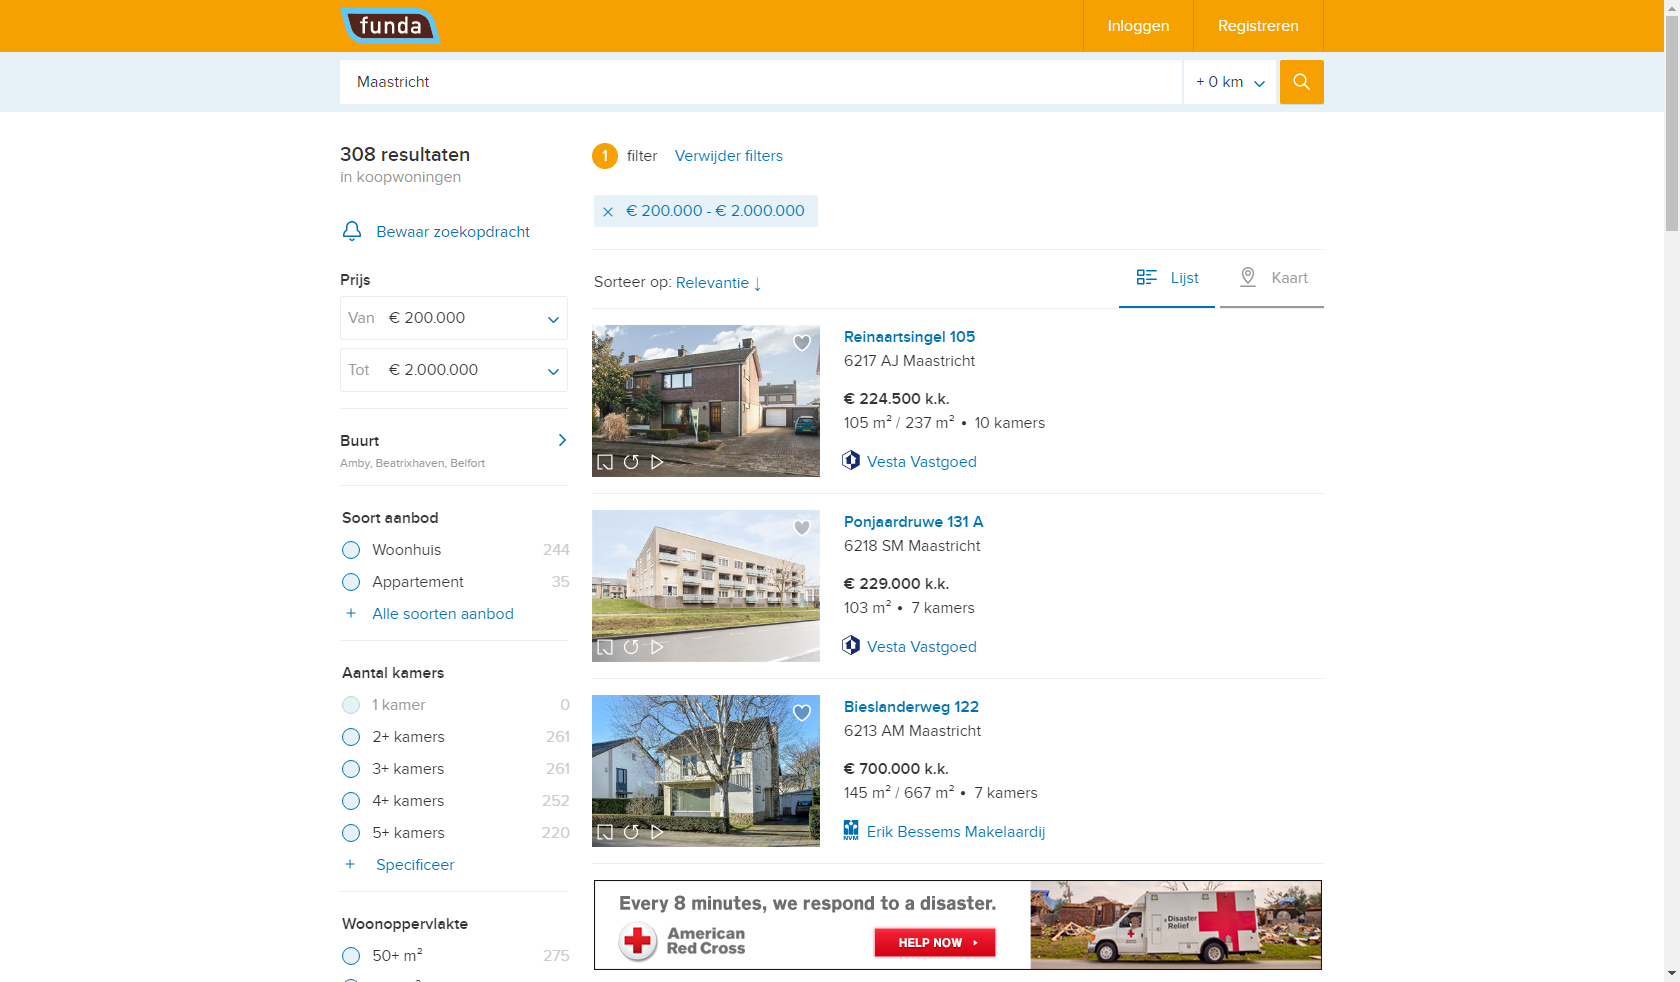 funda
Inloggen
Registreren
Maastricht
+ 0 km
308 resultaten
in koopwoningen
Bewaar zoekopdracht
Prijs
Van € 200.000
Tot € 2.000.000
Buurt
Amby, Beatrixhaven, Belfort
Soort aanbod
Woonhuis 244
Appartement 35
+ Alle soorten aanbod
Aantal kamers
1 kamer 0
2+ kamers 261
3+ kamers 261
4+ kamers 252
5+ kamers 220
+ Specificeer
Woonoppervlakte
50+ m² 275
1 filter Verwijder filters
× € 200.000 - € 2.000.000
Sorteer op: Relevantie ↓
Lijst
Kaart
Reinaartsingel 105
6217 AJ Maastricht
€ 224.500 k.k.
105 m² / 237 m² • 10 kamers
Vesta Vastgoed
Ponjaardruwe 131 A
6218 SM Maastricht
€ 229.000 k.k.
103 m² • 7 kamers
Vesta Vastgoed
Bieslanderweg 122
6213 AM Maastricht
€ 700.000 k.k.
145 m² / 667 m² • 7 kamers
NVM
Erik Bessems Makelaardij
Every 8 minutes, we respond to a disaster.
American
Red Cross
HELP NOW
Disaster
Relief